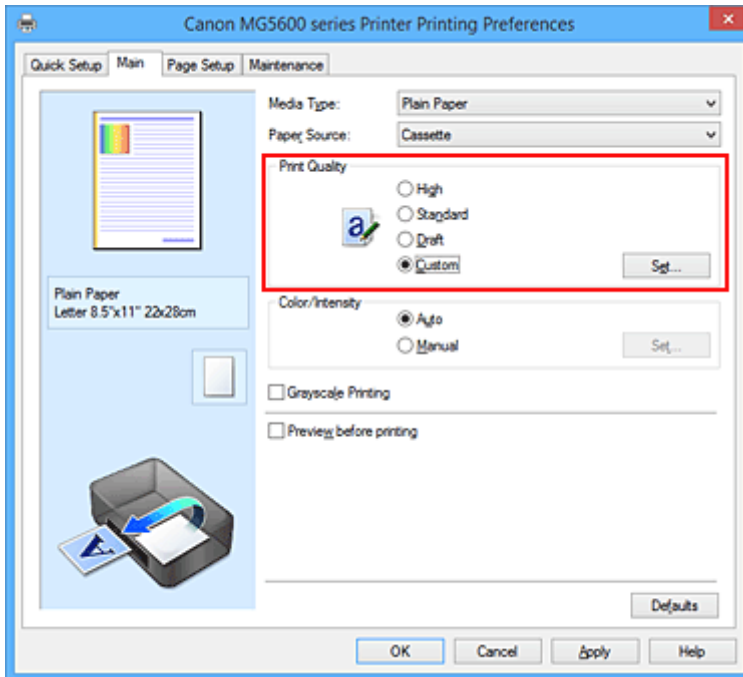 Canon MG5600 series Printer Printing Preferences
Quick Setup Main Page Setup Maintenance
Media Type: Plain Paper
Paper Source: Cassette
Print Quality
High
Standard
a
Draft
Custom Set...
Plain Paper
Letter 8.5"x11" 22x28cm
Color/Intensity
Auto
Manual Set...
Grayscale Printing
Preview before printing
A
Defaults
OK Cancel Apply Help